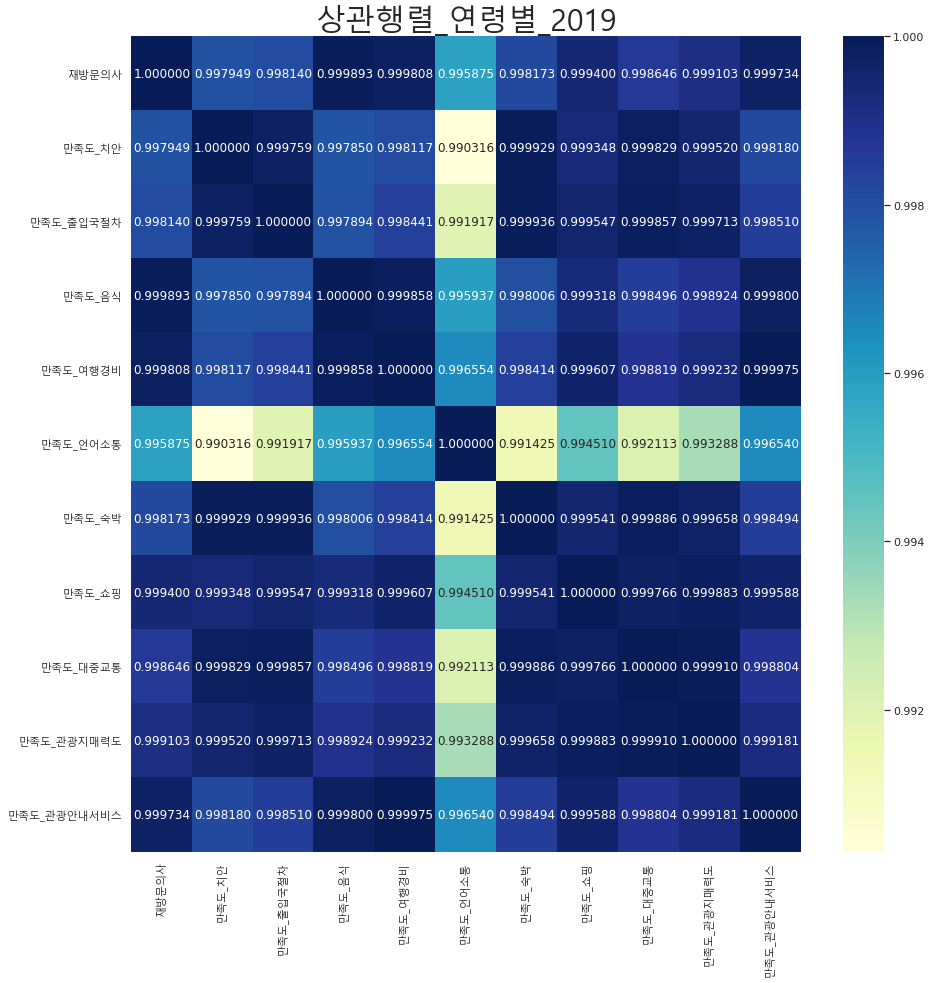 상관행렬_연령별_2019
재방문의사 1.000000 0.997949 0.998140 0.999893 0.999808 0.995875 0.998173 0.999400 0.998646 0.999103 0.999734
만족도_치안 0.997949 1.000000 0.999759 0.997850 0.998117 0.990316 0.999929 0.999348 0.999829 0.999520 0.998180
만족도_출입국절차 0.998140 0.999759 1.000000 0.997894 0.998441 0.991917 0.999936 0.999547 0.999857 0.999713 0.998510
만족도_음식 0.999893 0.997850 0.997894 1.000000 0.999858 0.995937 0.998006 0.999318 0.998496 0.998924 0.999800
만족도_여행경비 0.999808 0.998117 0.998441 0.999858 1.000000 0.996554 0.998414 0.999607 0.998819 0.999232 0.999975
만족도_언어소통 0.995875 0.990316 0.991917 0.995937 0.996554 1.000000 0.991425 0.994510 0.992113 0.993288 0.996540
만족도_숙박 0.998173 0.999929 0.999936 0.998006 0.998414 0.991425 1.000000 0.999541 0.999886 0.999658 0.998494
만족도_쇼핑 0.999400 0.999348 0.999547 0.999318 0.999607 0.994510 0.999541 1.000000 0.999766 0.999883 0.999588
만족도_대중교통 0.998646 0.999829 0.999857 0.998496 0.998819 0.992113 0.999886 0.999766 1.000000 0.999910 0.998804
만족도_관광지매력도 0.999103 0.999520 0.999713 0.998924 0.999232 0.993288 0.999658 0.999883 0.999910 1.000000 0.999181
만족도_관광안내서비스 0.999734 0.998180 0.998510 0.999800 0.999975 0.996540 0.998494 0.999588 0.998804 0.999181 1.000000
재방문의사
만족도_치안
만족도_출입국절차
만족도_음식
만족도_여행경비
만족도_언어소통
만족도_숙박
만족도_쇼핑
만족도_대중교통
만족도_관광지매력도
만족도_관광안내서비스
1.000
0.998
0.996
0.994
0.992